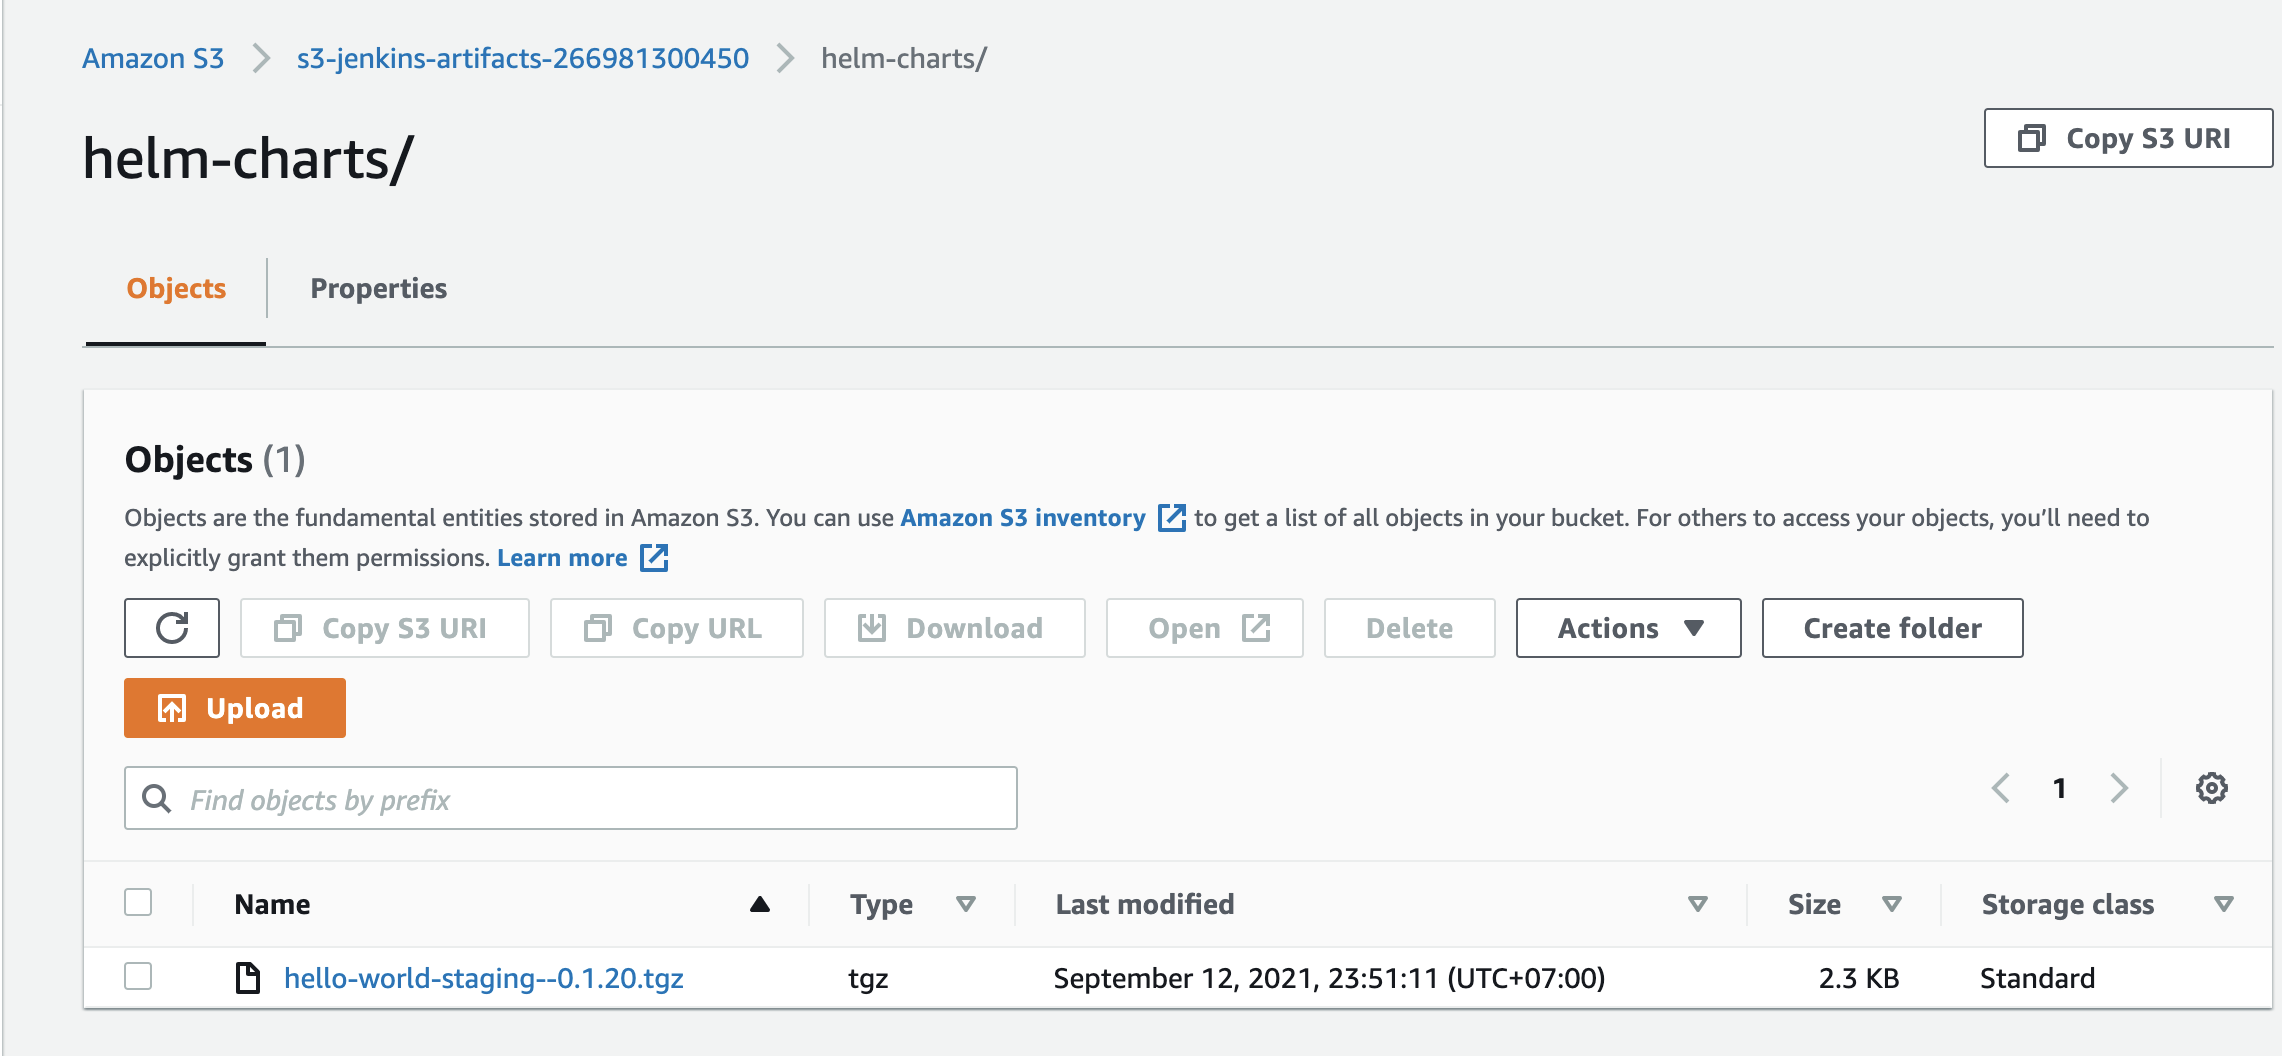 Amazon S3 s3-jenkins-artifacts-266981300450 helm-charts/
helm-charts/
Copy S3 URI
Objects Properties
Objects (1)
Objects are the fundamental entities stored in Amazon S3. You can use Amazon S3 inventory to get a list of all objects in your bucket. For others to access your objects, you’ll need to
explicitly grant them permissions. Learn more
Copy S3 URI Copy URL Download Open Delete Actions Create folder
Upload
Find objects by prefix
1
Name Type Last modified Size Storage class
hello-world-staging--0.1.20.tgz tgz September 12, 2021, 23:51:11 (UTC+07:00) 2.3 KB Standard